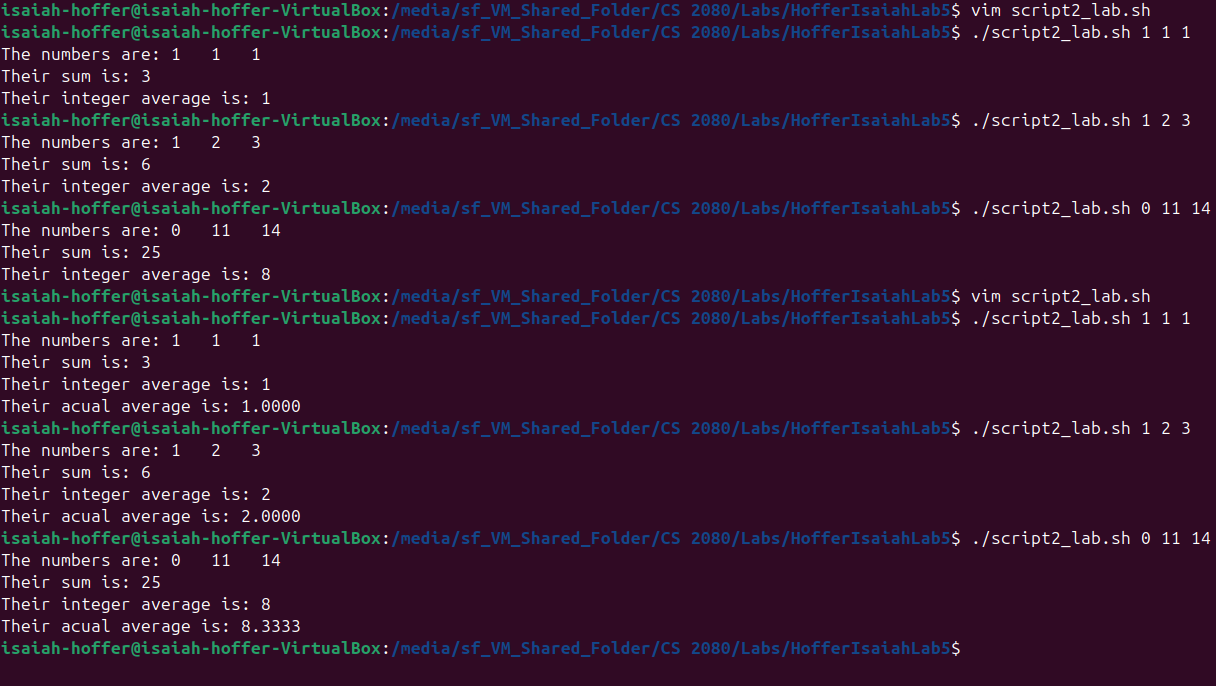 isaiah-hoffer@isaiah-hoffer-VirtualBox:/media/sf_VM_Shared_Folder/CS 2080/Labs/HofferIsaiahLab5$ vim script2_lab.sh
isaiah-hoffer@isaiah-hoffer-VirtualBox:/media/sf_VM_Shared_Folder/CS 2080/Labs/HofferIsaiahLab5$ ./script2_lab.sh 1 1 1
The numbers are: 1   1   1
Their sum is: 3
Their integer average is: 1
isaiah-hoffer@isaiah-hoffer-VirtualBox:/media/sf_VM_Shared_Folder/CS 2080/Labs/HofferIsaiahLab5$ ./script2_lab.sh 1 2 3
The numbers are: 1   2   3
Their sum is: 6
Their integer average is: 2
isaiah-hoffer@isaiah-hoffer-VirtualBox:/media/sf_VM_Shared_Folder/CS 2080/Labs/HofferIsaiahLab5$ ./script2_lab.sh 0 11 14
The numbers are: 0   11   14
Their sum is: 25
Their integer average is: 8
isaiah-hoffer@isaiah-hoffer-VirtualBox:/media/sf_VM_Shared_Folder/CS 2080/Labs/HofferIsaiahLab5$ vim script2_lab.sh
isaiah-hoffer@isaiah-hoffer-VirtualBox:/media/sf_VM_Shared_Folder/CS 2080/Labs/HofferIsaiahLab5$ ./script2_lab.sh 1 1 1
The numbers are: 1   1   1
Their sum is: 3
Their integer average is: 1
Their acual average is: 1.0000
isaiah-hoffer@isaiah-hoffer-VirtualBox:/media/sf_VM_Shared_Folder/CS 2080/Labs/HofferIsaiahLab5$ ./script2_lab.sh 1 2 3
The numbers are: 1   2   3
Their sum is: 6
Their integer average is: 2
Their acual average is: 2.0000
isaiah-hoffer@isaiah-hoffer-VirtualBox:/media/sf_VM_Shared_Folder/CS 2080/Labs/HofferIsaiahLab5$ ./script2_lab.sh 0 11 14
The numbers are: 0   11   14
Their sum is: 25
Their integer average is: 8
Their acual average is: 8.3333
isaiah-hoffer@isaiah-hoffer-VirtualBox:/media/sf_VM_Shared_Folder/CS 2080/Labs/HofferIsaiahLab5$